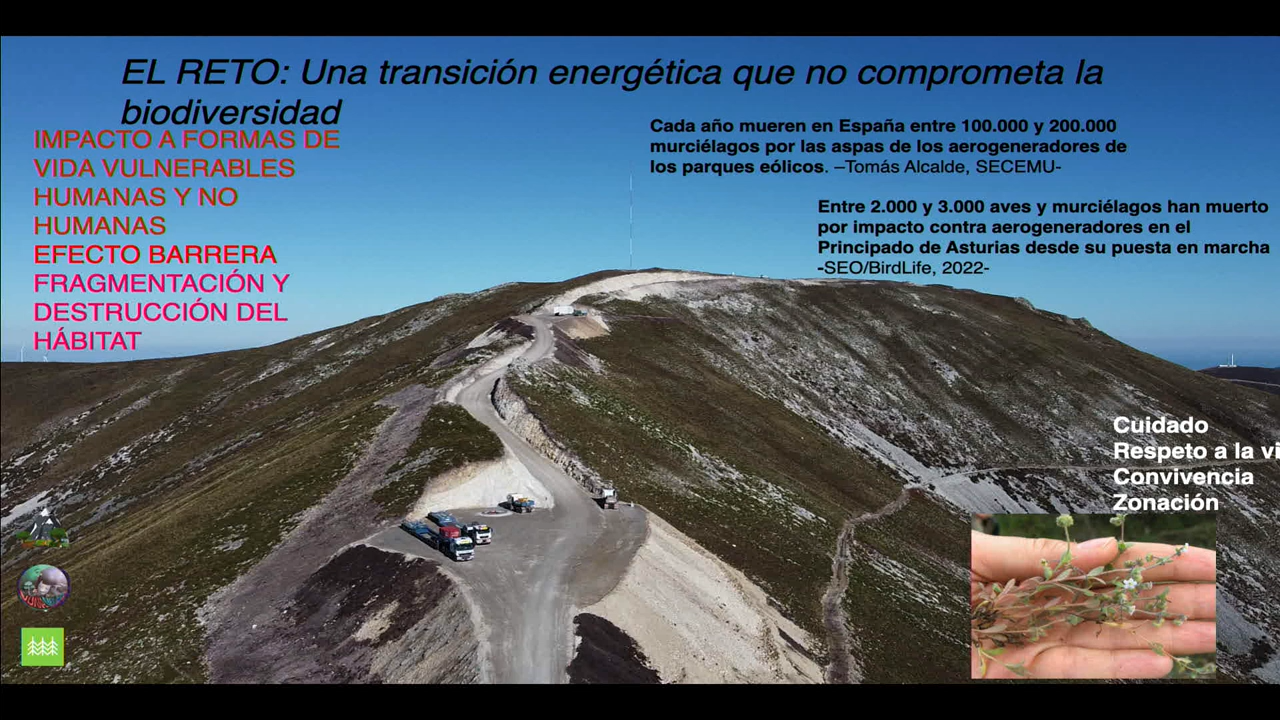 EL RETO: Una transición energética que no comprometa la
biodiversidad
IMPACTO A FORMAS DE
VIDA VULNERABLES
HUMANAS Y NO
HUMANAS
EFECTO BARRERA
FRAGMENTACIÓN Y
DESTRUCCIÓN DEL
HÁBITAT
Cada año mueren en España entre 100.000 y 200.000
murciélagos por las aspas de los aerogeneradores de
los parques eólicos. –Tomás Alcalde, SECEMU-
Entre 2.000 y 3.000 aves y murciélagos han muerto
por impacto contra aerogeneradores en el
Principado de Asturias desde su puesta en marcha
-SEO/BirdLife, 2022-
Cuidado
Respeto a la vi
Convivencia
Zonación